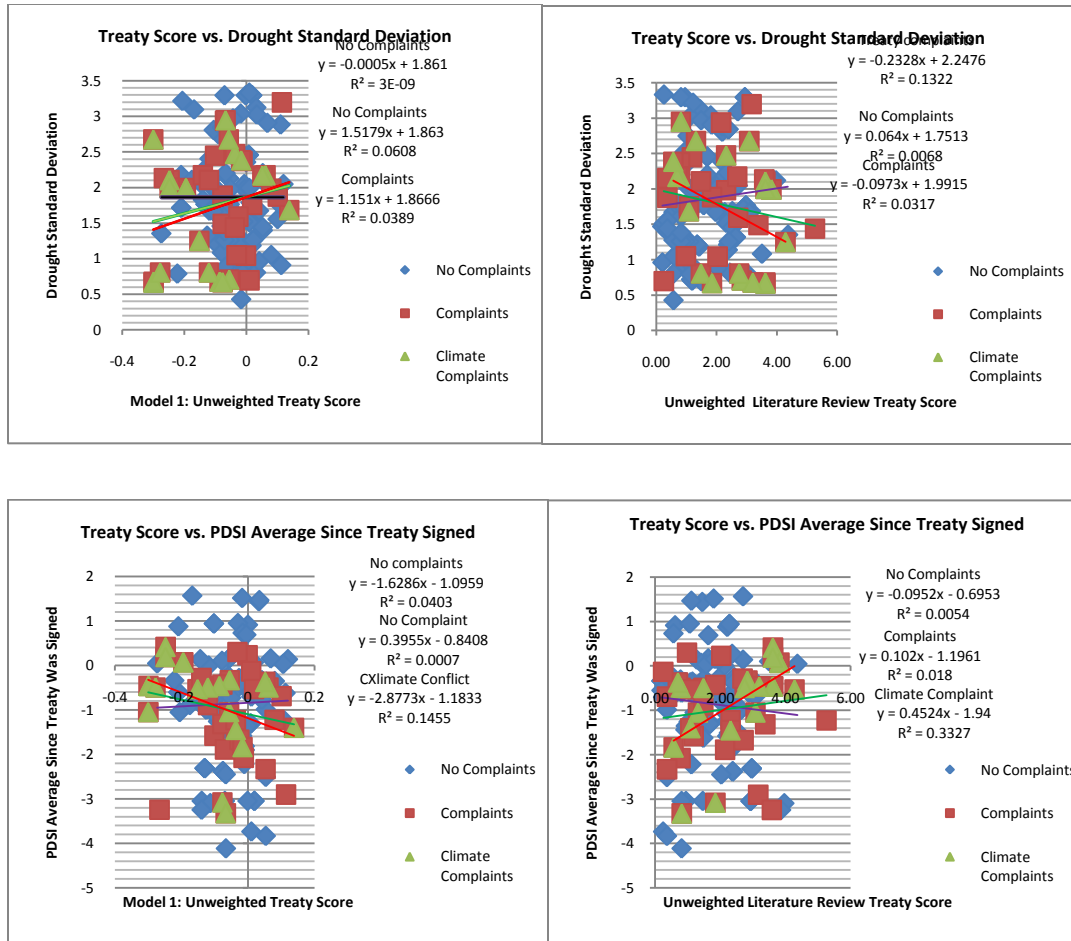 Treaty Score vs. Drought Standard Deviation
No Complaints
y = -0.0005x + 1.861
R² = 3E-09
No Complaints
y = 1.5179x + 1.863
R² = 0.0608
Complaints
y = 1.151x + 1.8666
R² = 0.0389
Drought Standard Deviation
3.5
3
2.5
2
1.5
1
0.5
0
-0.4 -0.2 0 0.2
Model 1: Unweighted Treaty Score
No Complaints
Complaints
Climate
Complaints
Treaty Score vs. Drought Standard Deviation
Treaty complaints
y = -0.2328x + 2.2476
R² = 0.1322
No Complaints
y = 0.064x + 1.7513
R² = 0.0068
Complaints
y = -0.0973x + 1.9915
R² = 0.0317
Drought Standard Deviation
3.5
3
2.5
2
1.5
1
0.5
0
0.00 2.00 4.00 6.00
Unweighted Literature Review Treaty Score
No Complaints
Complaints
Climate
Complaints
Treaty Score vs. PDSI Average Since Treaty Signed
No complaints
y = -1.6286x - 1.0959
R² = 0.0403
No Complaint
y = 0.3955x - 0.8408
R² = 0.0007
CXlimate Conflict
y = -2.8773x - 1.1833
R² = 0.1455
PDSI Average Since Treaty Was Signed
2
1
0
-1
-2
-3
-4
-5
-0.4 -0.2 0 0.2
Model 1: Unweighted Treaty Score
No Complaints
Complaints
Climate
Complaints
Treaty Score vs. PDSI Average Since Treaty Signed
No Complaints
y = -0.0952x - 0.6953
R² = 0.0054
Complaints
y = 0.102x - 1.1961
R² = 0.018
Climate Complaint
y = 0.4524x - 1.94
R² = 0.3327
PDSI Average Since Treaty Was Signed
2
1
0
-1
-2
-3
-4
-5
0.00 2.00 4.00 6.00
Unweighted Literature Review Treaty Score
No Complaints
Complaints
Climate
Complaints